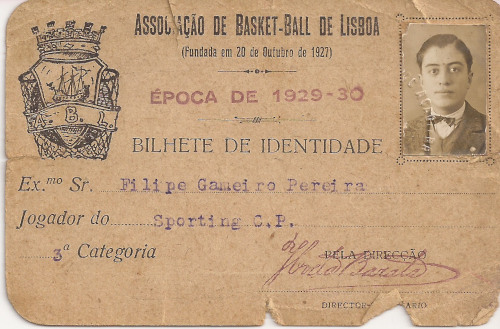 ASSOCIAÇÃO DE BASKET-BALL DE LISBOA
(Fundada em 20 de Outubro de 1927)
A. B. L.
ÉPOCA DE 1929-30
BILHETE DE IDENTIDADE
Ex.mo Sr. Filipe Gameiro Pereira
Jogador do Sporting C.P.
3ª Categoria
PELA DIRECÇÃO